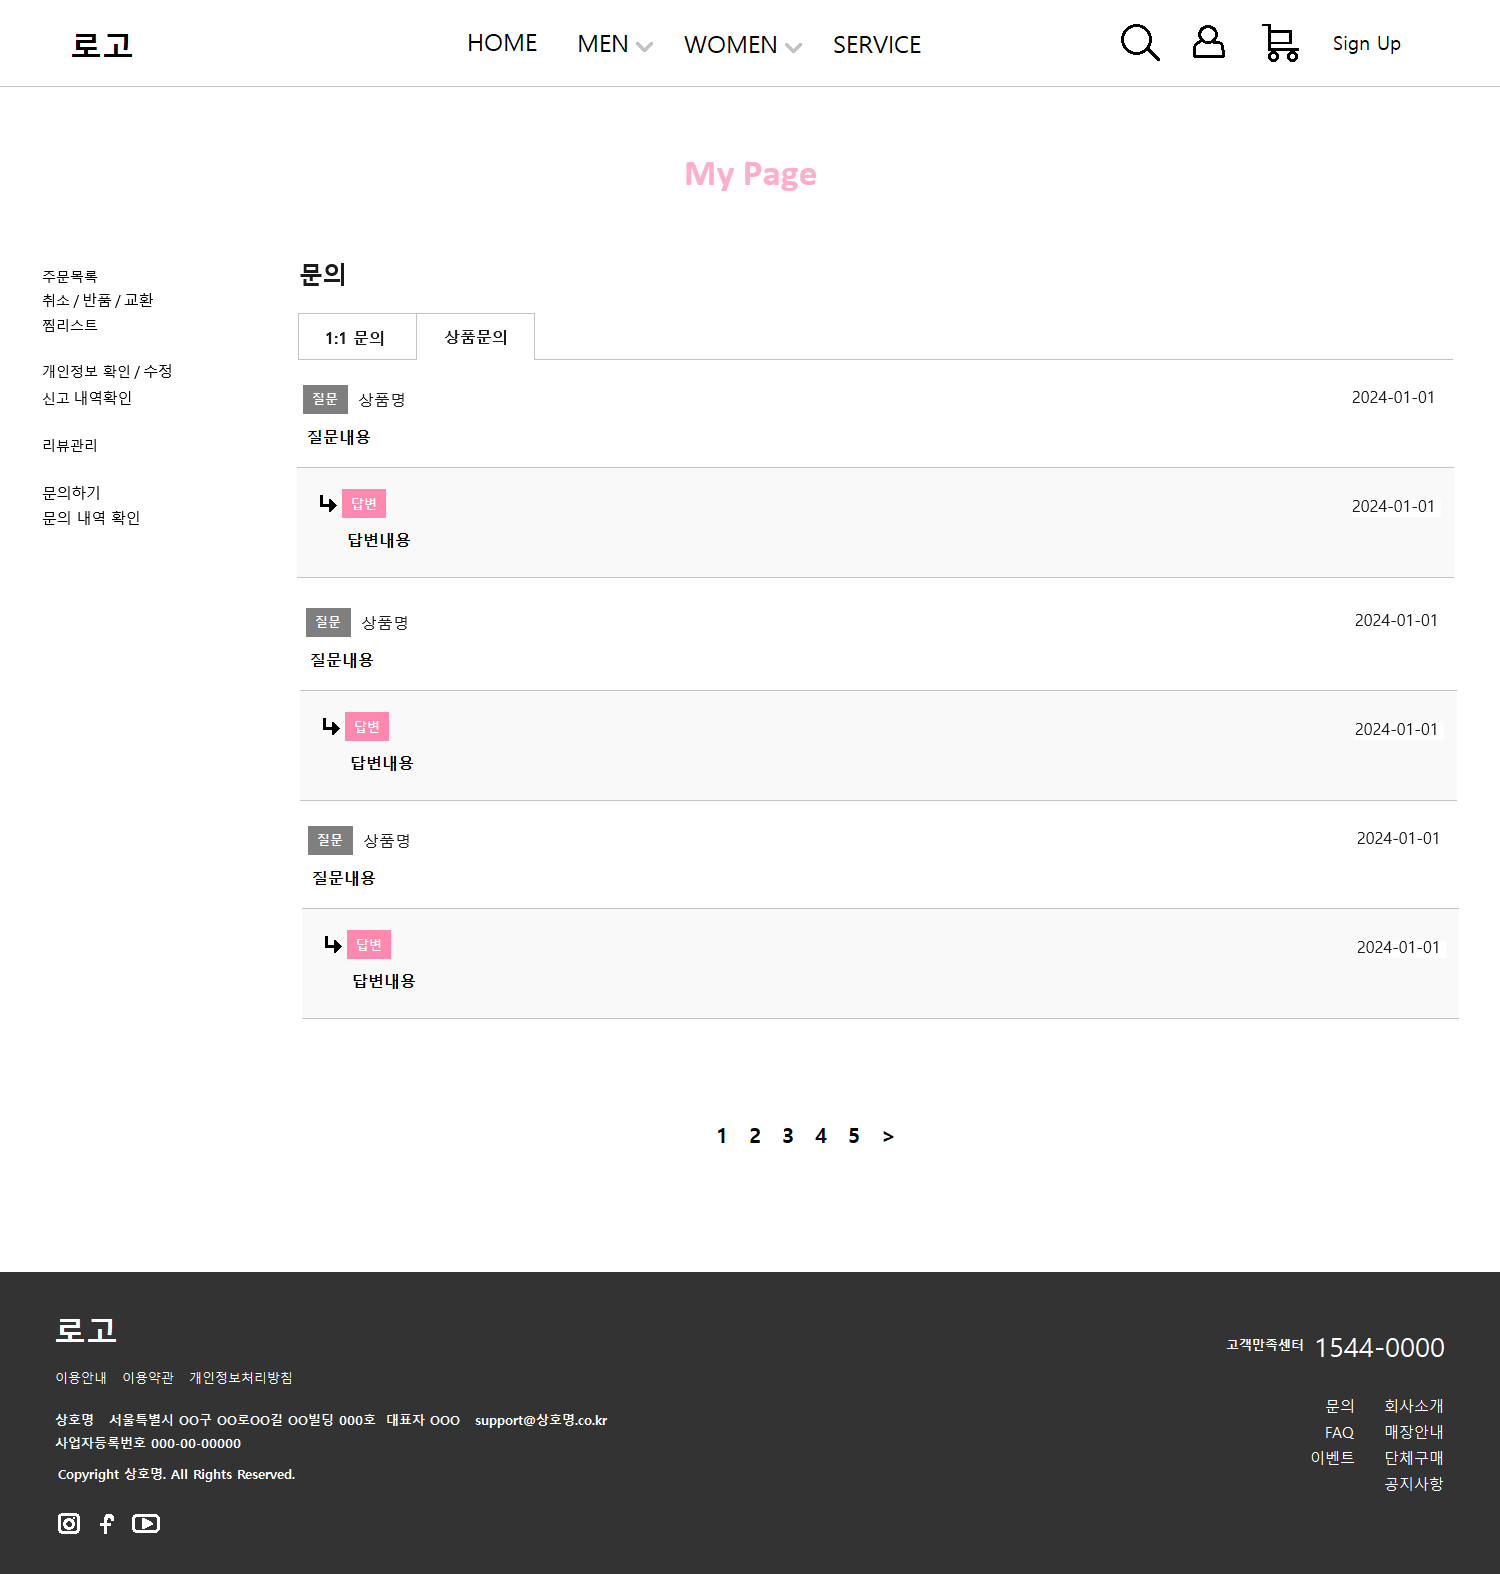 로고 HOME MEN WOMEN SERVICE Sign Up
My Page
주문목록
취소 / 반품 / 교환
찜리스트
개인정보 확인 / 수정
신고 내역확인
리뷰관리
문의하기
문의 내역 확인
문의
1:1 문의 상품문의
질문 상품명 2024-01-01
질문내용
답변 2024-01-01
답변내용
질문 상품명 2024-01-01
질문내용
답변 2024-01-01
답변내용
질문 상품명 2024-01-01
질문내용
답변 2024-01-01
답변내용
1 2 3 4 5 >
로고
이용안내 이용약관 개인정보처리방침
상호명 서울특별시 OO구 OO로OO길 OO빌딩 000호 대표자 OOO support@상호명.co.kr
사업자등록번호 000-00-00000
Copyright 상호명. All Rights Reserved.
고객만족센터 1544-0000
문의 회사소개
FAQ 매장안내
이벤트 단체구매
공지사항